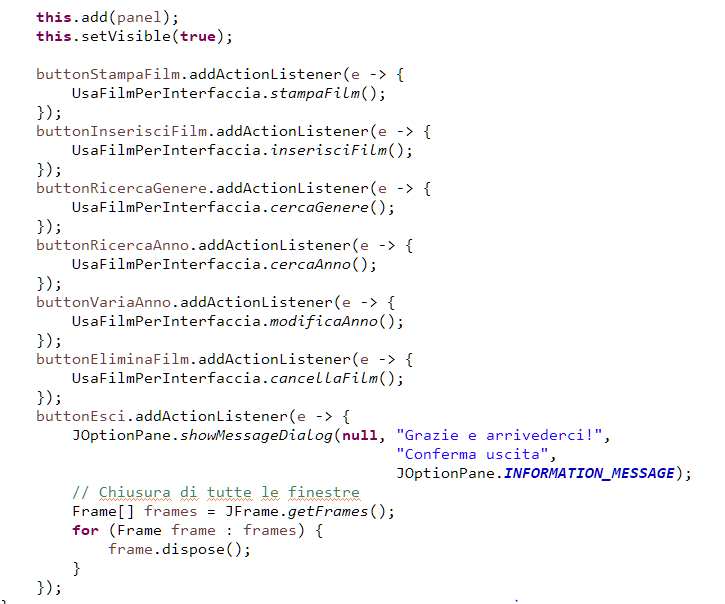 this.add(panel);
this.setVisible(true);
buttonStampaFilm.addActionListener(e -> {
UsaFilmPerInterfaccia.stampaFilm();
});
buttonInserisciFilm.addActionListener(e -> {
UsaFilmPerInterfaccia.inserisciFilm();
});
buttonRicercaGenere.addActionListener(e -> {
UsaFilmPerInterfaccia.cercaGenere();
});
buttonRicercaAnno.addActionListener(e -> {
UsaFilmPerInterfaccia.cercaAnno();
});
buttonVariaAnno.addActionListener(e -> {
UsaFilmPerInterfaccia.modificaAnno();
});
buttonEliminaFilm.addActionListener(e -> {
UsaFilmPerInterfaccia.cancellaFilm();
});
buttonEsci.addActionListener(e -> {
JOptionPane.showMessageDialog(null, "Grazie e arrivederci!",
"Conferma uscita",
JOptionPane.INFORMATION_MESSAGE);
// Chiusura di tutte le finestre
Frame[] frames = JFrame.getFrames();
for (Frame frame : frames) {
frame.dispose();
}
});